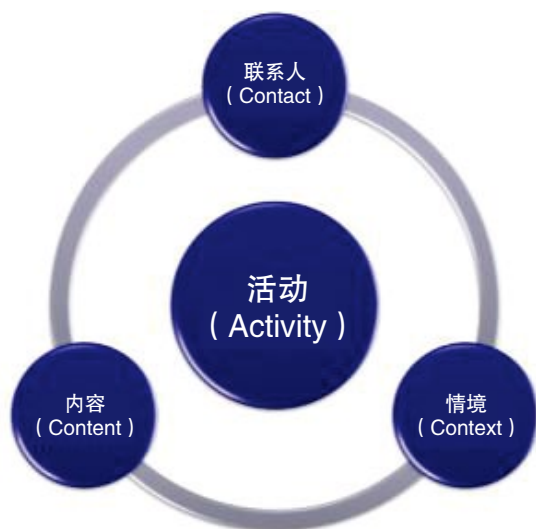 联系人
（Contact）
活动
（Activity）
内容
（Content）
情境
（Context）